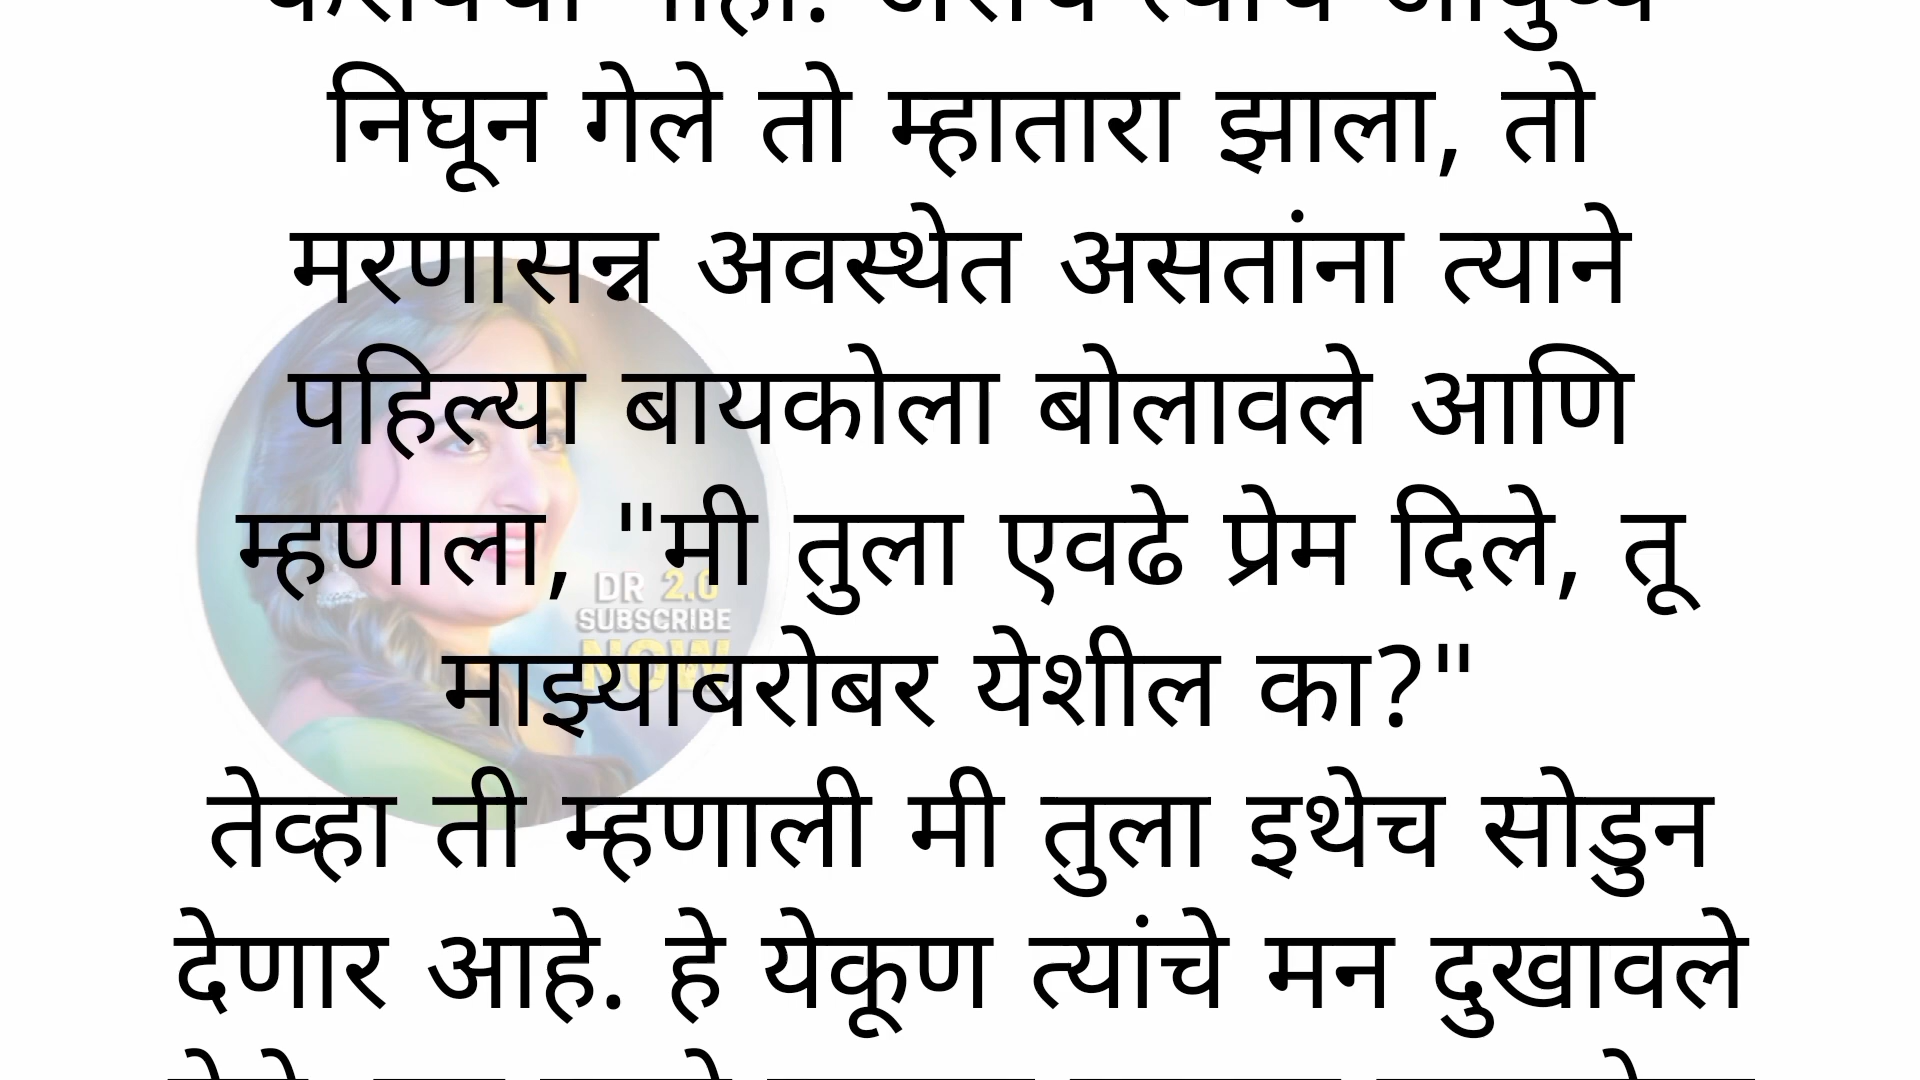 निघून गेले तो म्हातारा झाला, तो
मरणासन्न अवस्थेत असतांना त्याने
पहिल्या बायकोला बोलावले आणि
म्हणाला, "मी तुला एवढे प्रेम दिले, तू
माझ्याबरोबर येशील का?"
तेव्हा ती म्हणाली मी तुला इथेच सोडुन
देणार आहे. हे येकूण त्यांचे मन दुखावले
DR 2.0
SUBSCRIBE
NOW